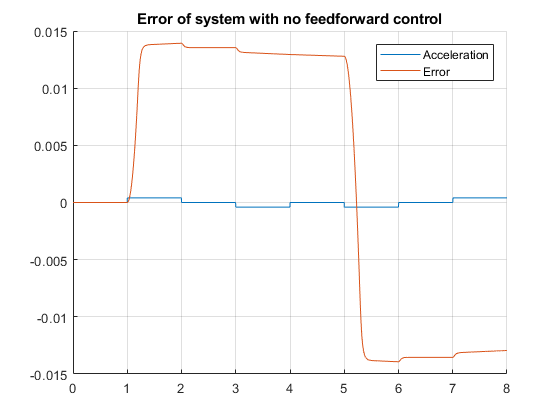 Error of system with no feedforward control
0.015
0.01
0.005
0
-0.005
-0.01
-0.015
0 1 2 3 4 5 6 7 8
Acceleration
Error